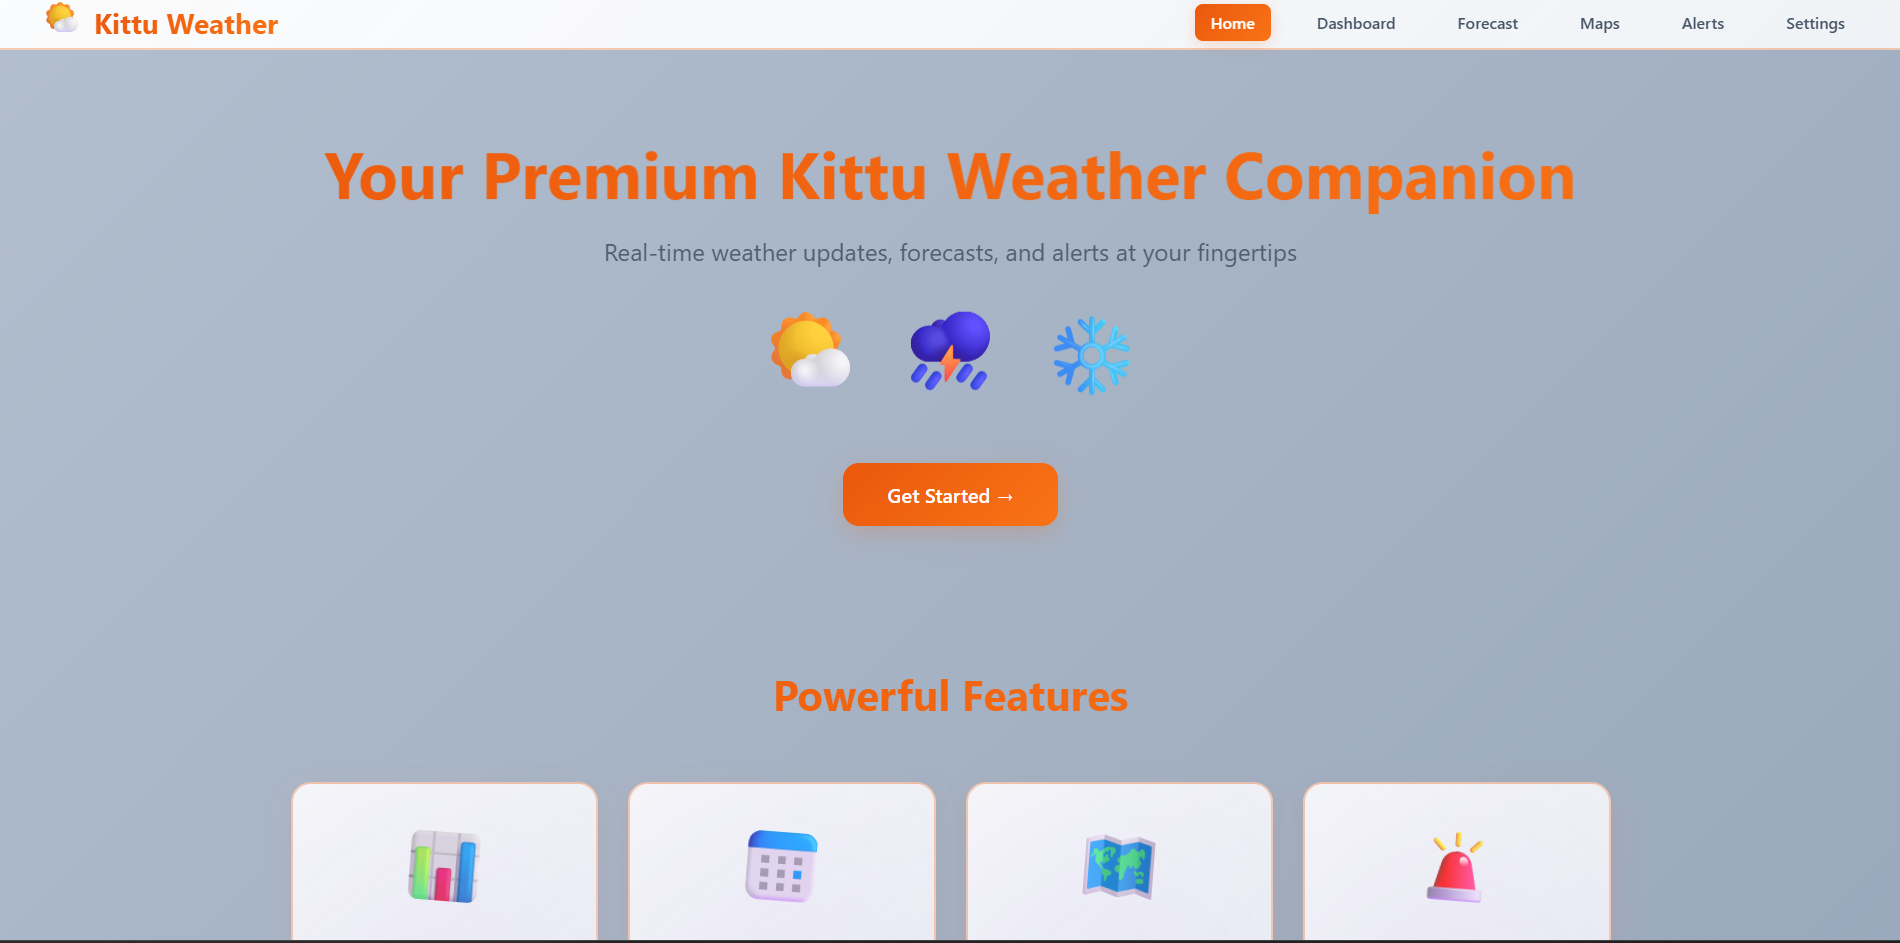 Kittu Weather
Home
Dashboard
Forecast
Maps
Alerts
Settings
Your Premium Kittu Weather Companion
Real-time weather updates, forecasts, and alerts at your fingertips
Get Started →
Powerful Features